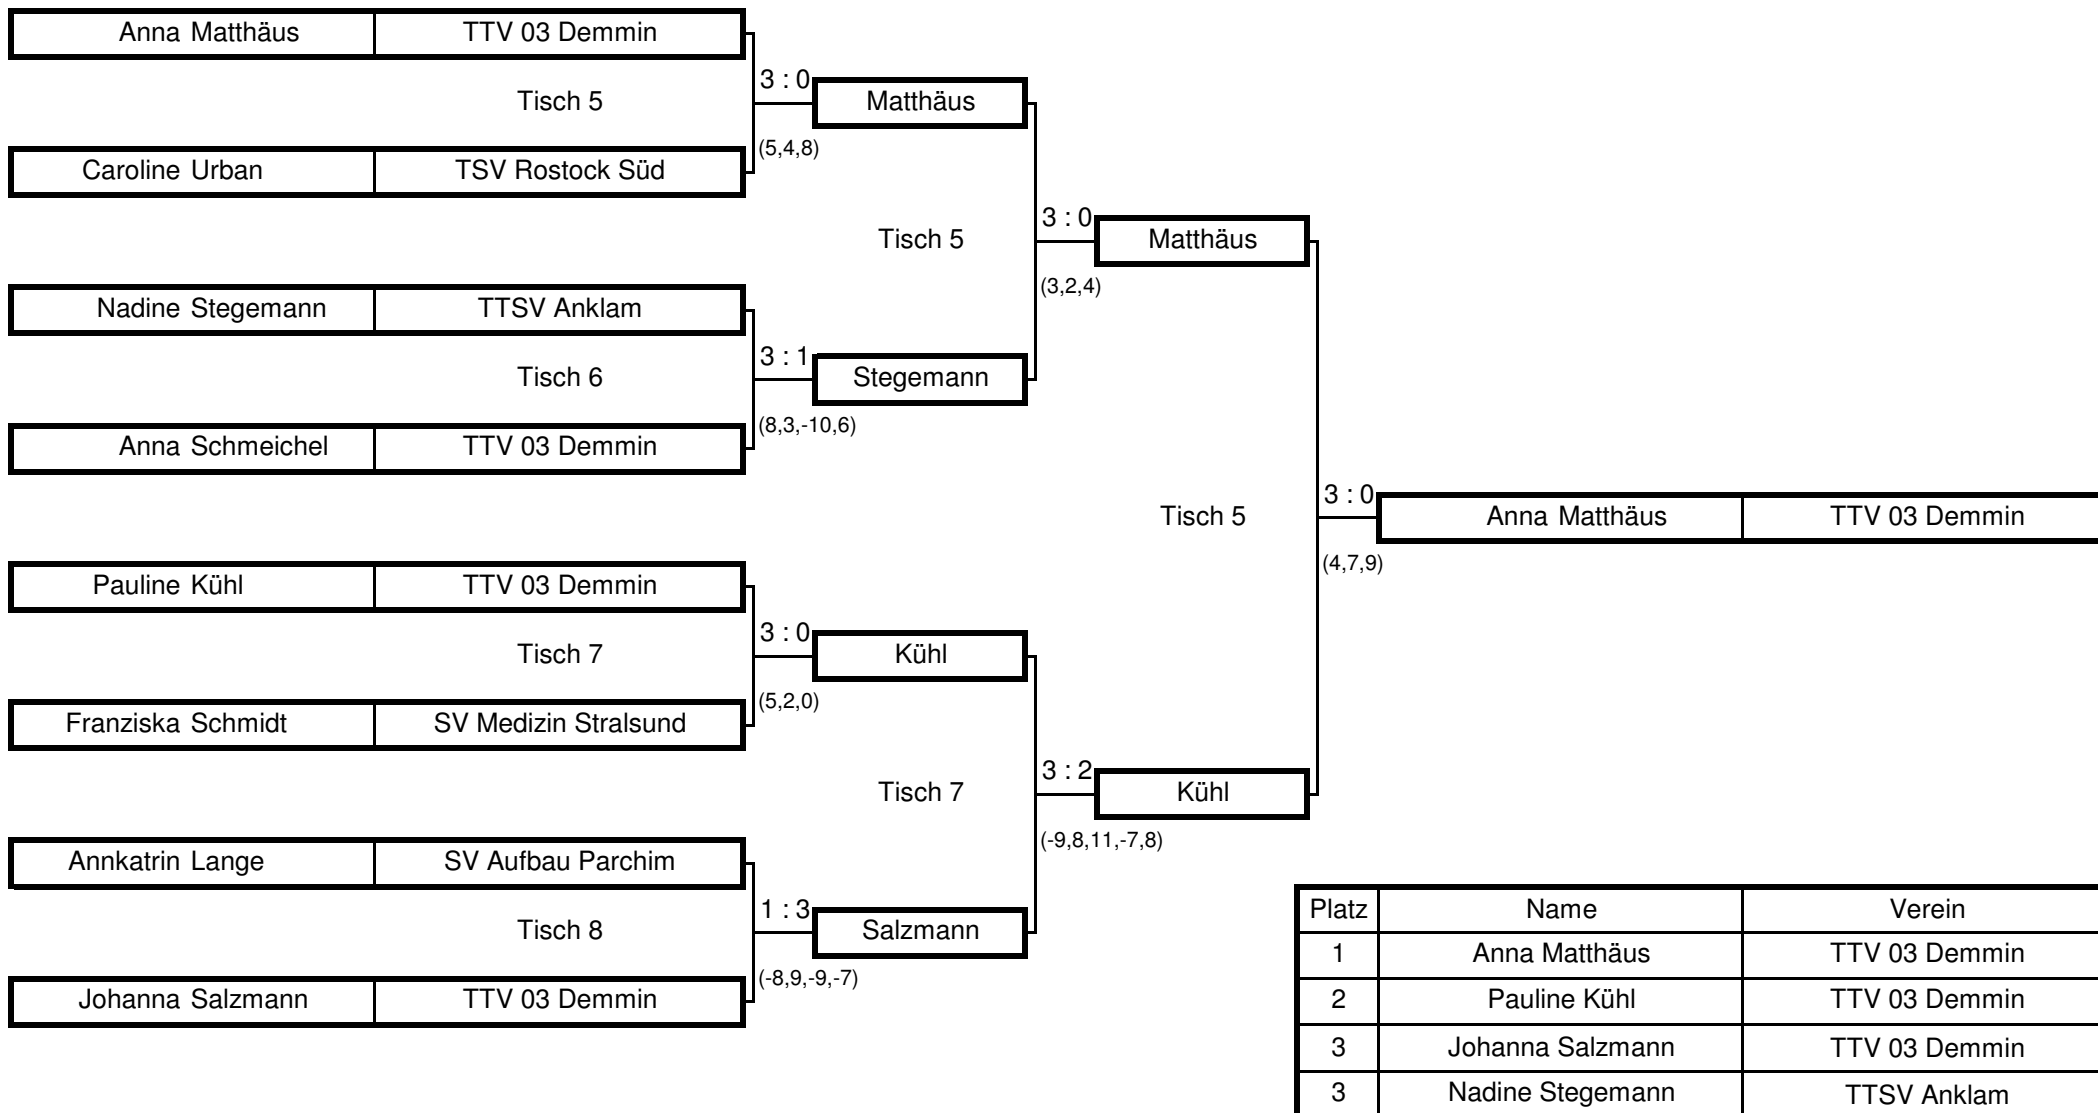 Anna Matthäus TTV 03 Demmin
3 : 0
Tisch 5 Matthäus
(5,4,8)
Caroline Urban TSV Rostock Süd
3 : 0
Tisch 5 Matthäus
(3,2,4)
Nadine Stegemann TTSV Anklam
3 : 1
Tisch 6 Stegemann
(8,3,-10,6)
Anna Schmeichel TTV 03 Demmin
3 : 0
Tisch 5 Anna Matthäus TTV 03 Demmin
(4,7,9)
Pauline Kühl TTV 03 Demmin
3 : 0
Tisch 7 Kühl
(5,2,0)
Franziska Schmidt SV Medizin Stralsund
3 : 2
Tisch 7 Kühl
(-9,8,11,-7,8)
Annkatrin Lange SV Aufbau Parchim
1 : 3
Tisch 8 Salzmann
(-8,9,-9,-7)
Johanna Salzmann TTV 03 Demmin
Platz Name Verein
1 Anna Matthäus TTV 03 Demmin
2 Pauline Kühl TTV 03 Demmin
3 Johanna Salzmann TTV 03 Demmin
3 Nadine Stegemann TTSV Anklam